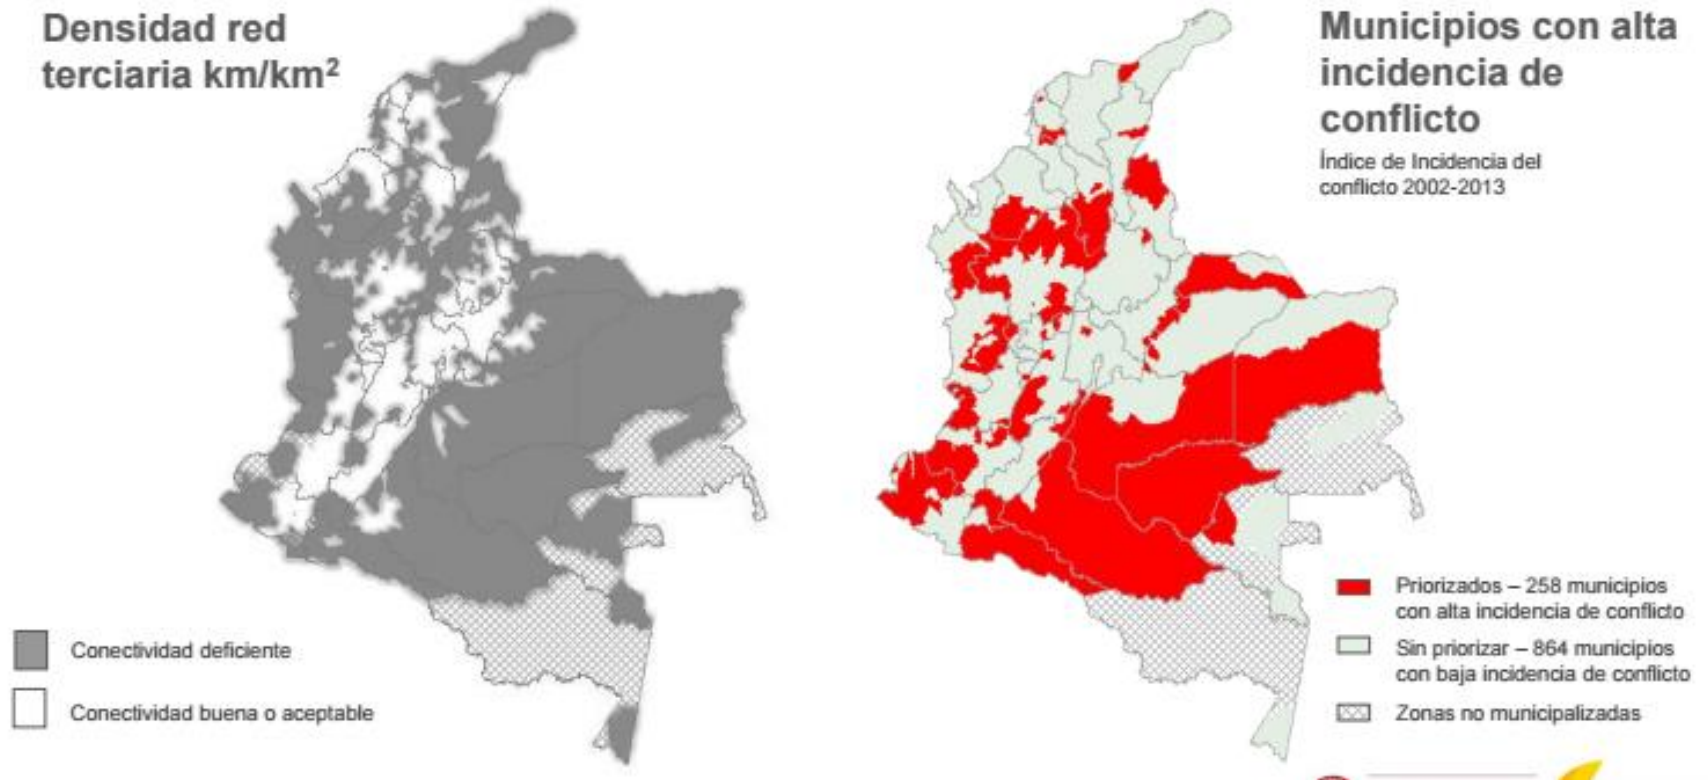 Densidad red
terciaria km/km²
Municipios con alta
incidencia de
conflicto
Índice de Incidencia del
conflicto 2002-2013
Conectividad deficiente
Conectividad buena o aceptable
Priorizados – 258 municipios
con alta incidencia de conflicto
Sin priorizar – 864 municipios
con baja incidencia de conflicto
Zonas no municipalizadas